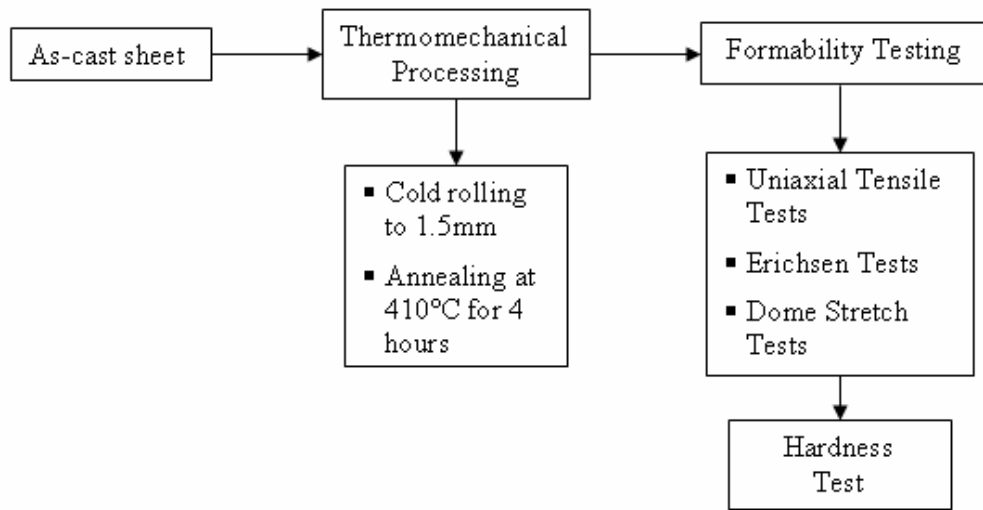 As-cast sheet
Thermomechanical
Processing
Formability Testing
▪ Cold rolling
to 1.5mm
▪ Annealing at
410°C for 4
hours
▪ Uniaxial Tensile
Tests
▪ Erichsen Tests
▪ Dome Stretch
Tests
Hardness
Test